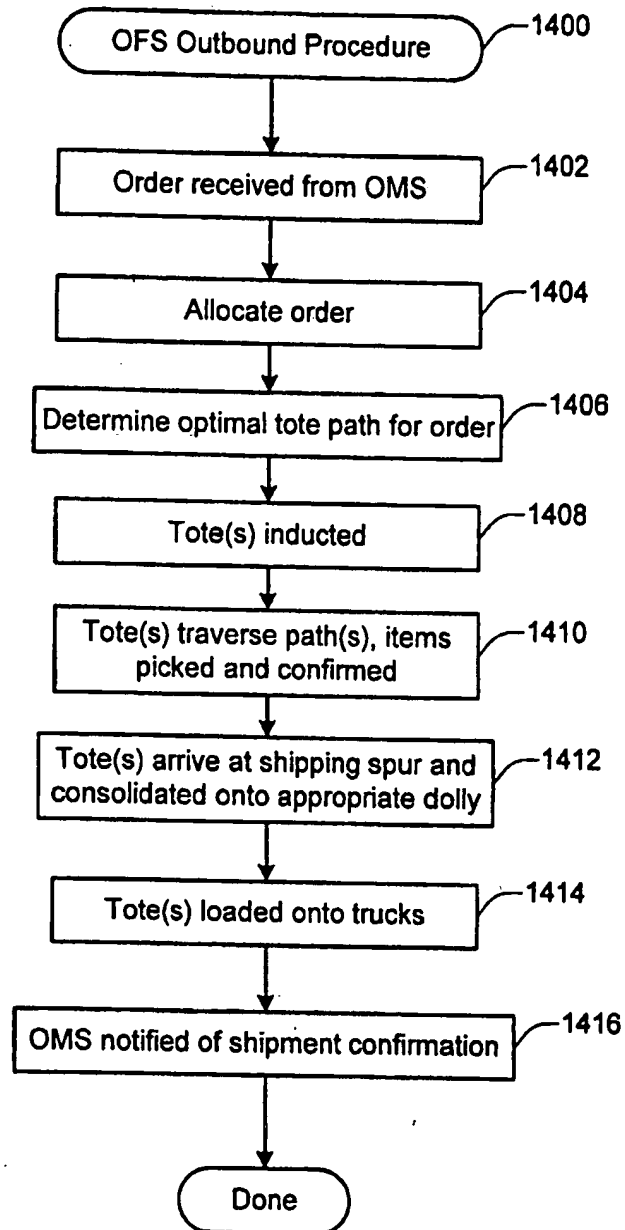 OFS Outbound Procedure
1400
Order received from OMS
1402
Allocate order
1404
Determine optimal tote path for order
1406
Tote(s) inducted
1408
Tote(s) traverse path(s), items
picked and confirmed
1410
Tote(s) arrive at shipping spur and
consolidated onto appropriate dolly
1412
Tote(s) loaded onto trucks
1414
OMS notified of shipment confirmation
1416
Done